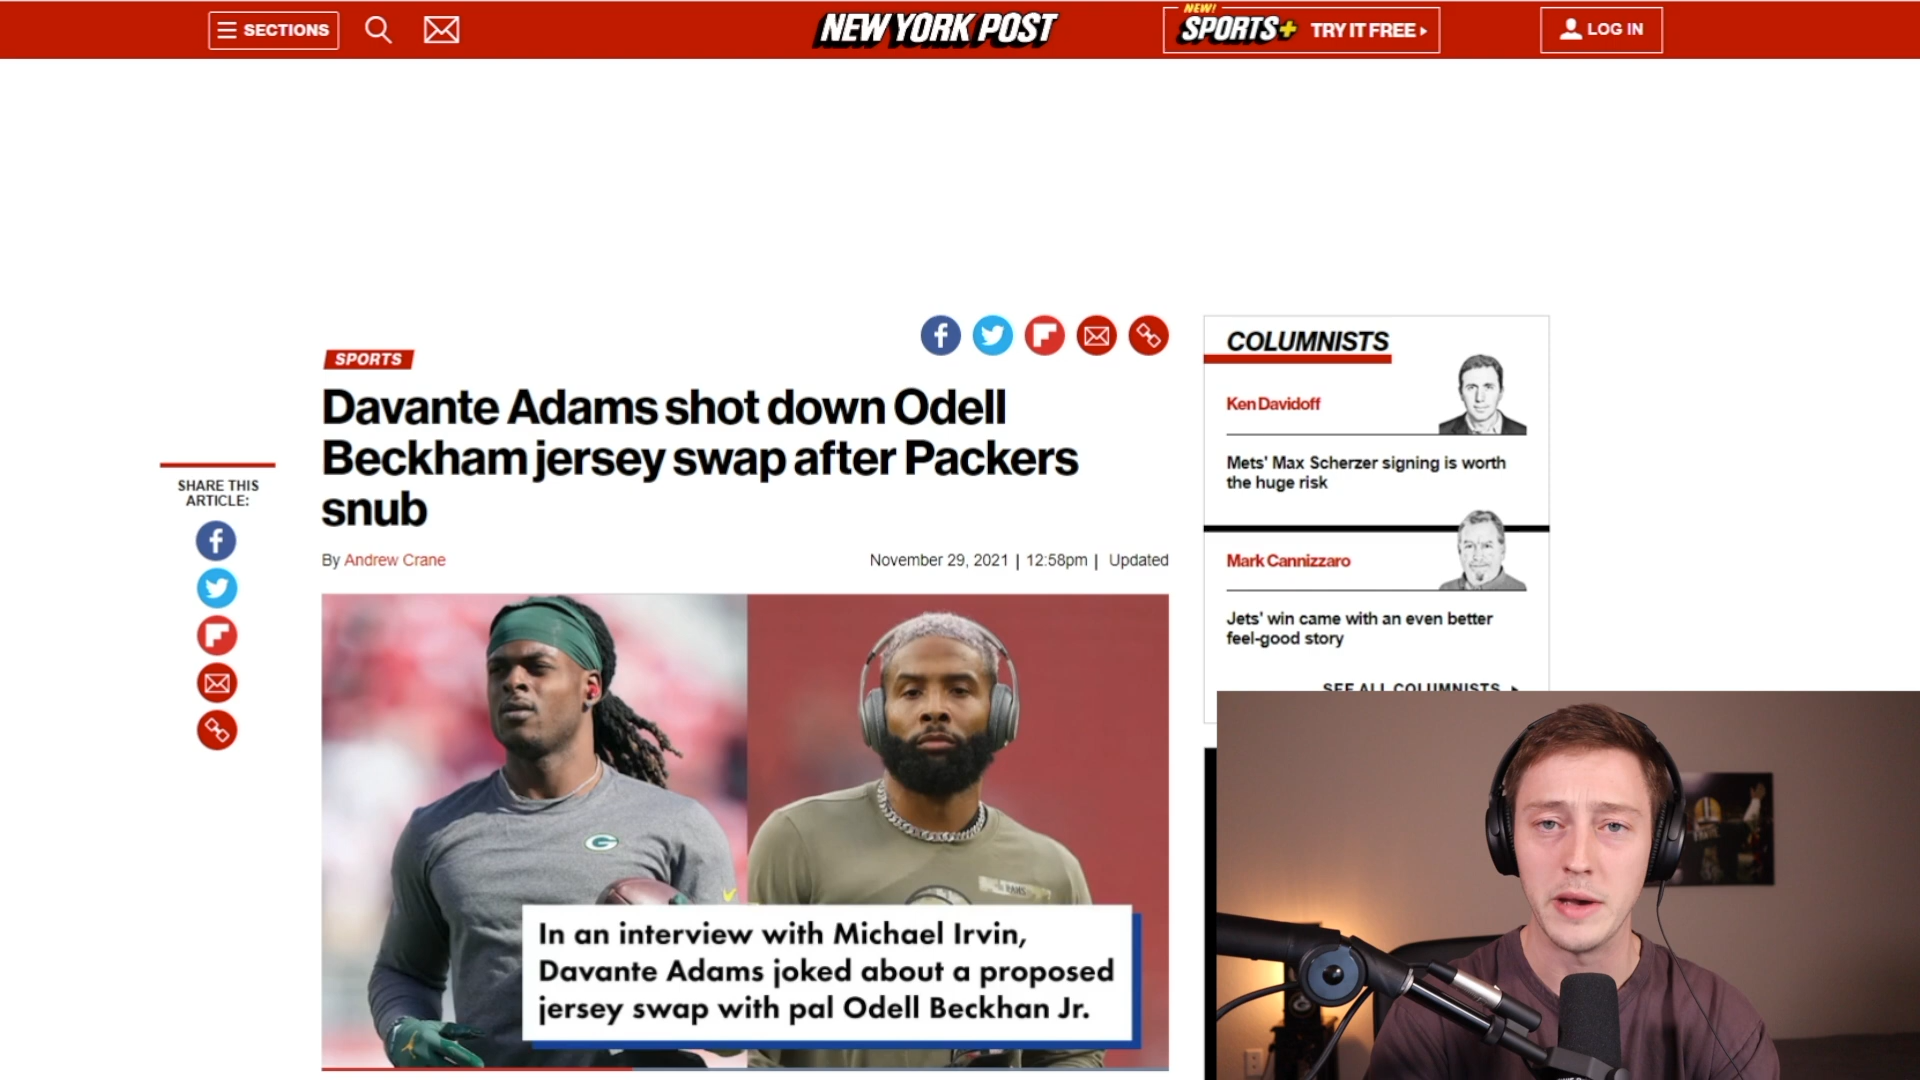 SECTIONS
NEW YORK POST
NEW!
SPORTS+ TRY IT FREE
LOG IN
SPORTS
Davante Adams shot down Odell
Beckham jersey swap after Packers
snub
By Andrew Crane
November 29, 2021 | 12:58pm | Updated
SHARE THIS
ARTICLE:
G
RAMS
In an interview with Michael Irvin,
Davante Adams joked about a proposed
jersey swap with pal Odell Beckhan Jr.
COLUMNISTS
Ken Davidoff
Mets' Max Scherzer signing is worth
the huge risk
Mark Cannizzaro
Jets' win came with an even better
feel-good story
SEE ALL COLUMNISTS